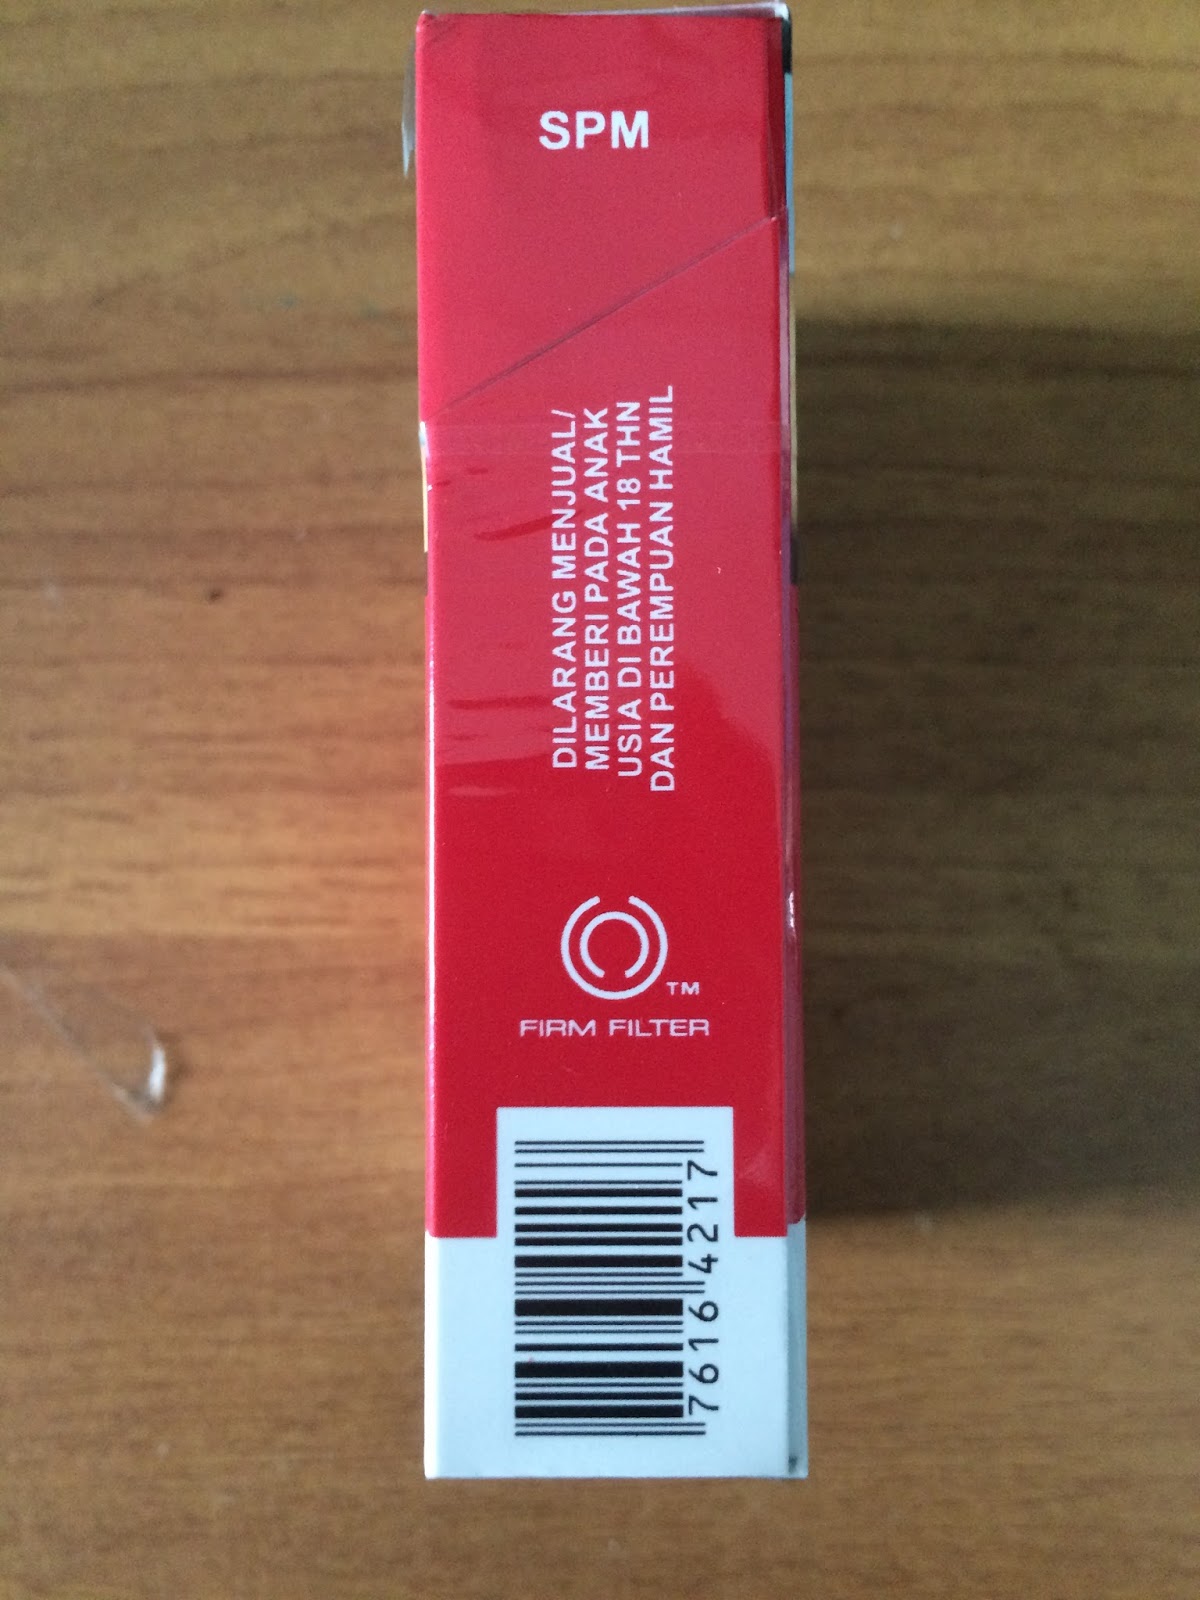 SPM
DILARANG MENJUAL/
MEMBERI PADA ANAK
USIA DI BAWAH 18 THN
DAN PEREMPUAN HAMIL
TM
FIRM FILTER
7616 4217